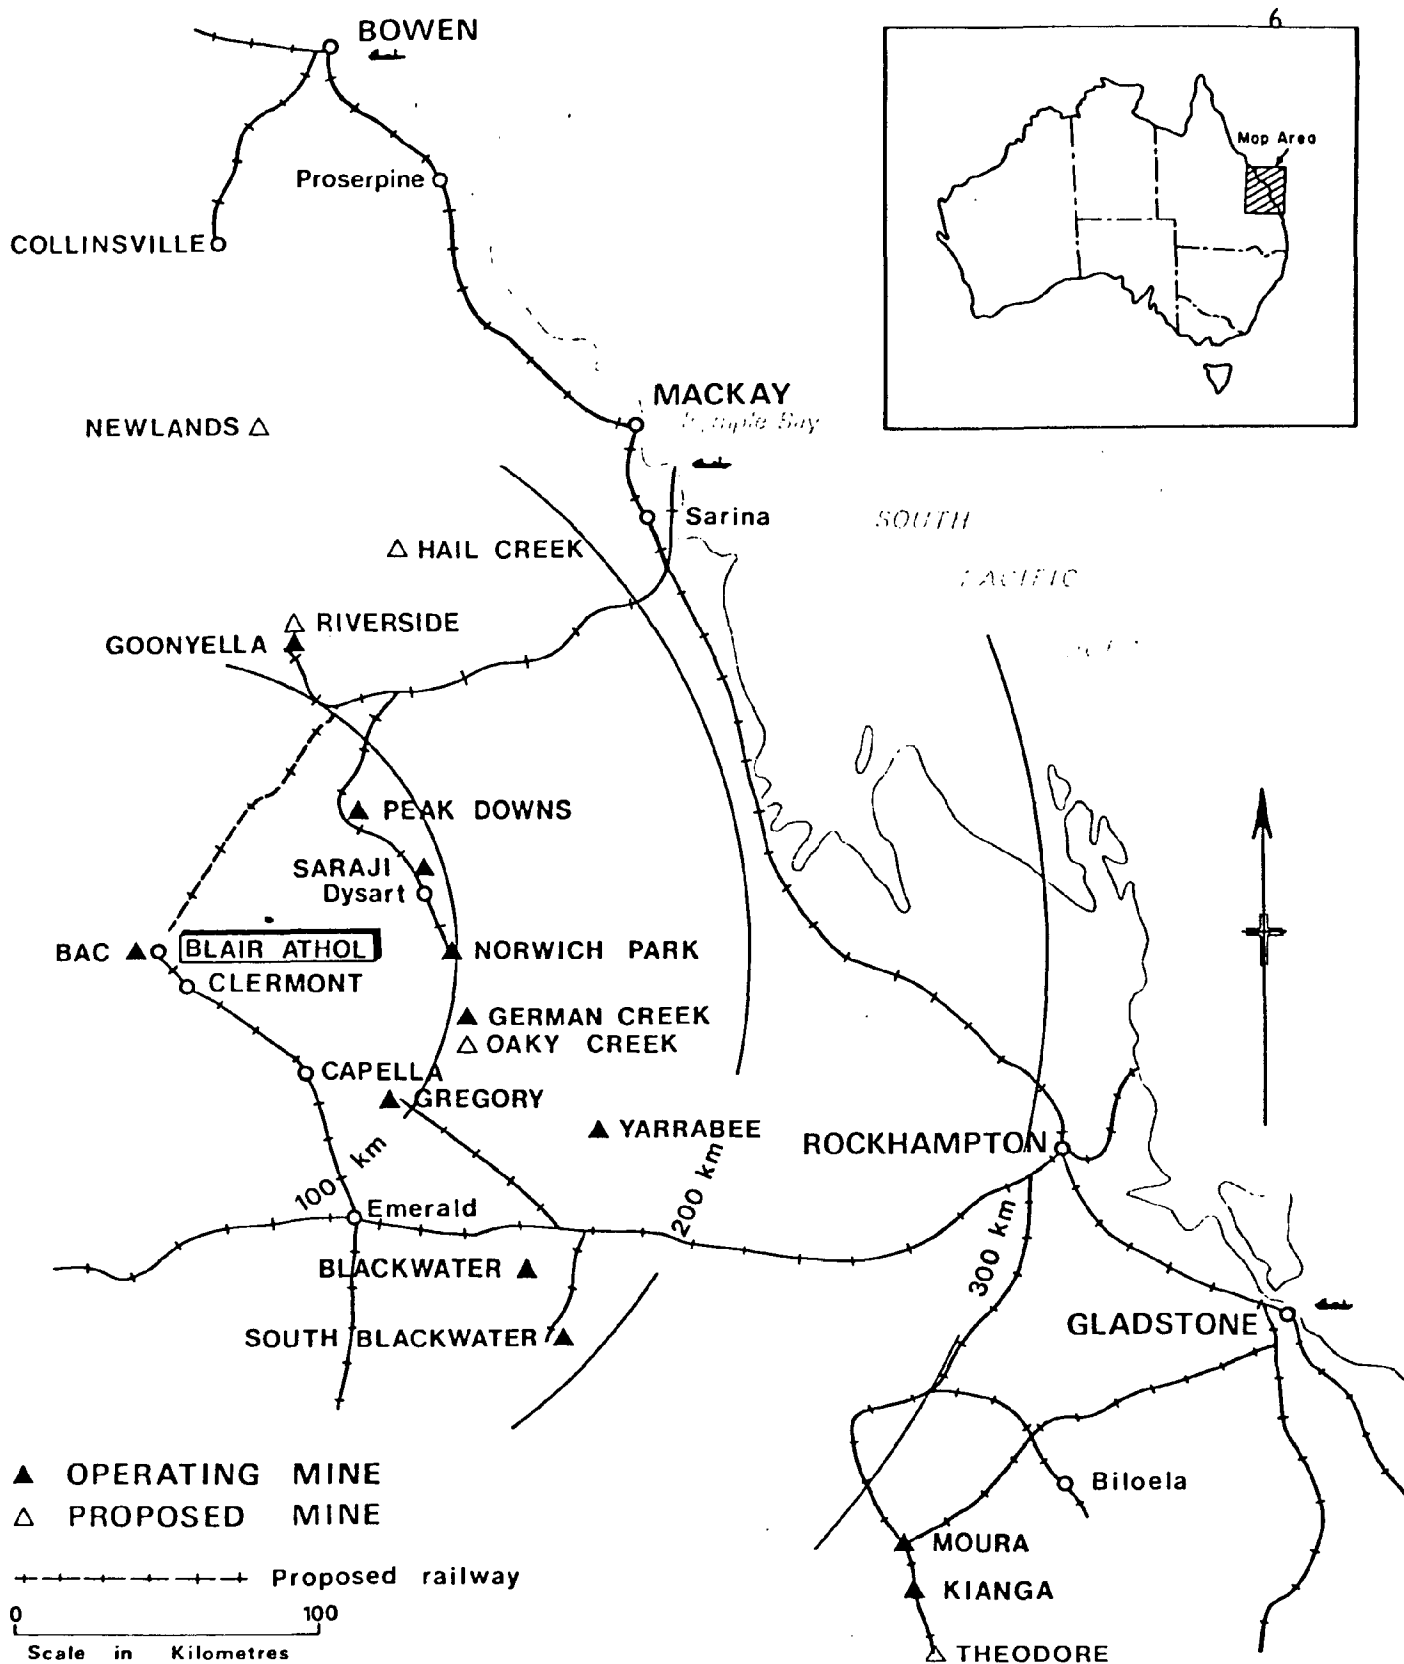 6
BOWEN
Map Area
Proserpine
COLLINSVILLE
MACKAY
NEWLANDS
Bay
Sarina
SOUTH
HAIL CREEK
PACIFIC
RIVERSIDE
GOONYELLA
PEAK DOWNS
SARAJI
Dysart
BAC
BLAIR ATHOL
NORWICH PARK
CLERMONT
GERMAN CREEK
OAKY CREEK
CAPELLA
GREGORY
YARRABEE
ROCKHAMPTON
100 km
200 km
300 km
Emerald
BLACKWATER
SOUTH BLACKWATER
GLADSTONE
OPERATING MINE
Biloela
PROPOSED MINE
MOURA
Proposed railway
KIANGA
0 100
Scale in Kilometres
THEODORE